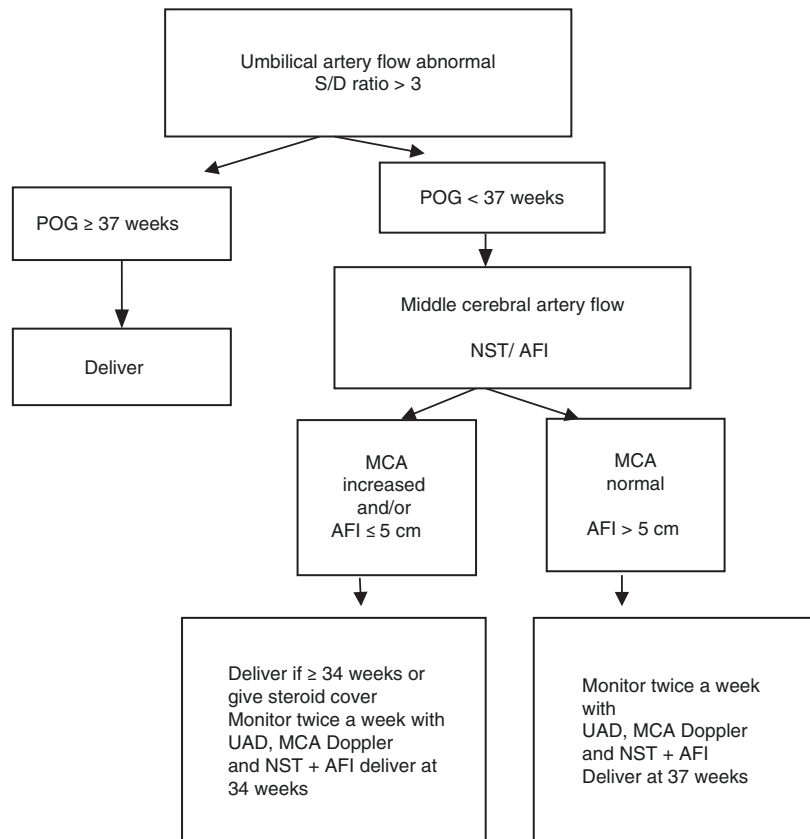 Umbilical artery flow abnormal
S/D ratio > 3
POG ≥ 37 weeks
POG < 37 weeks
Deliver
Middle cerebral artery flow
NST/ AFI
MCA
increased
and/or
AFI ≤ 5 cm
MCA
normal
AFI > 5 cm
Deliver if ≥ 34 weeks or
give steroid cover
Monitor twice a week with
UAD, MCA Doppler
and NST + AFI deliver at
34 weeks
Monitor twice a week
with
UAD, MCA Doppler
and NST + AFI
Deliver at 37 weeks